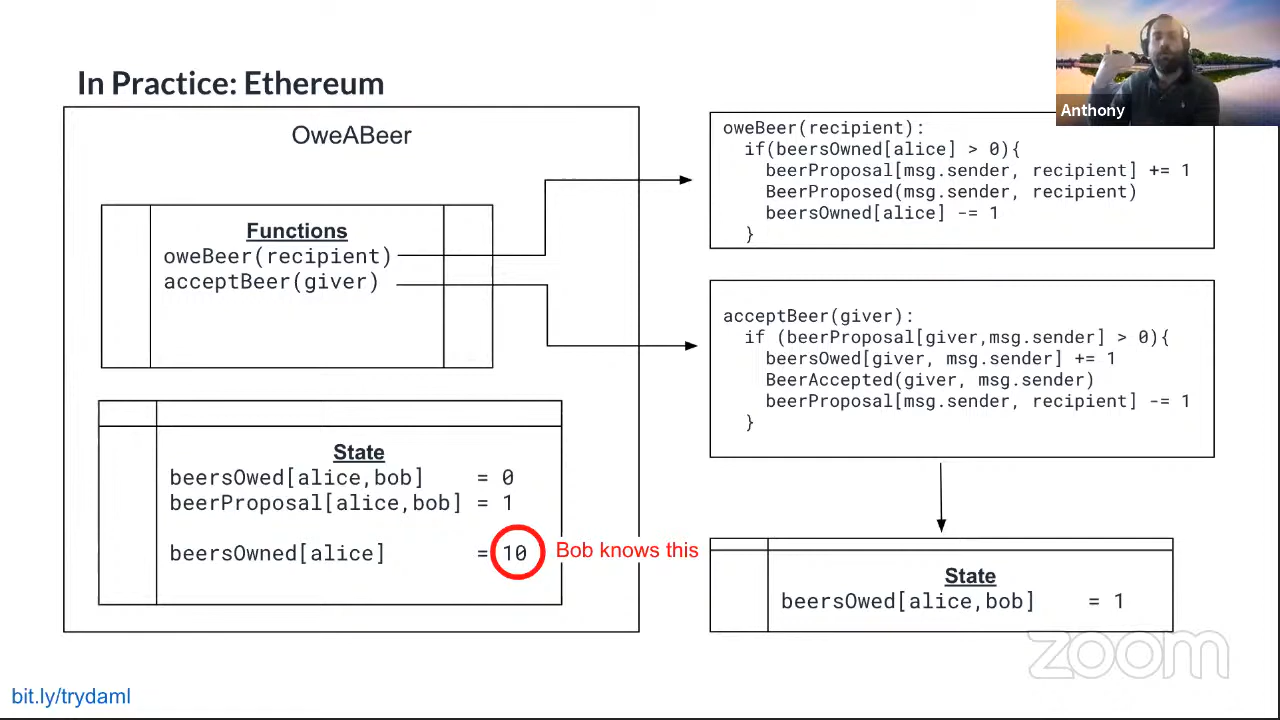 In Practice: Ethereum
Anthony
OweABeer
Functions
oweBeer(recipient)
acceptBeer(giver)
State
beersOwed[alice,bob] = 0
beerProposal[alice,bob] = 1
beersOwned[alice] = 10
Bob knows this
oweBeer(recipient):
if(beersOwned[alice] > 0){
beerProposal[msg.sender, recipient] += 1
BeerProposed(msg.sender, recipient)
beersOwned[alice] -= 1
}
acceptBeer(giver):
if (beerProposal[giver,msg.sender] > 0){
beersOwed[giver, msg.sender] += 1
BeerAccepted(giver, msg.sender)
beerProposal[msg.sender, recipient] -= 1
}
State
beersOwed[alice,bob] = 1
zoom
bit.ly/trydaml